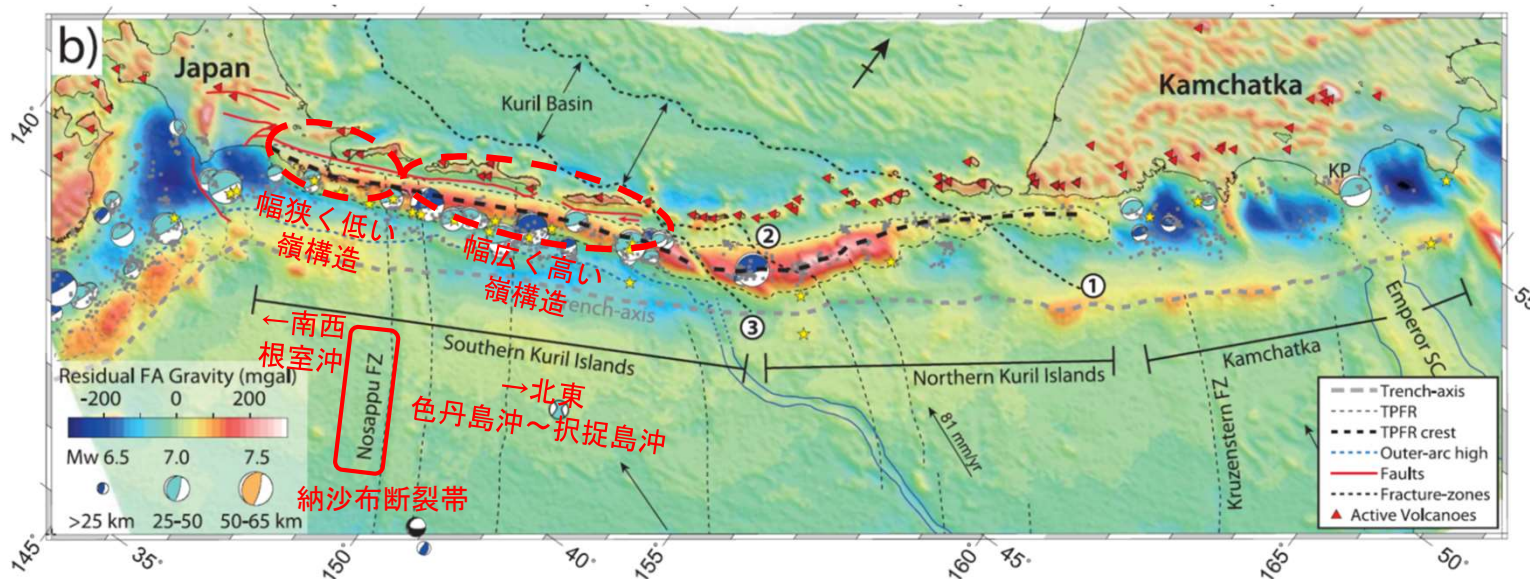 b)
Japan
Kamchatka
Kuril Basin
140°
KP
幅狭く低い
嶺構造
幅広く高い
嶺構造
②
①
③
Trench-axis
←南西
根室沖
Southern Kuril Islands
Northern Kuril Islands
Kamchatka
Emperor SC
→北東
色丹島沖～択捉島沖
Nosappu FZ
納沙布断裂帯
81 mm/yr
Kruzenstern FZ
Residual FA Gravity (mgal)
-200 0 200
Mw 6.5 7.0 7.5
>25 km 25-50 50-65 km
Trench-axis
TPFR
TPFR crest
Outer-arc high
Faults
Fracture-zones
Active Volcanoes
145° 35° 150° 40° 155° 160° 45° 165° 50°